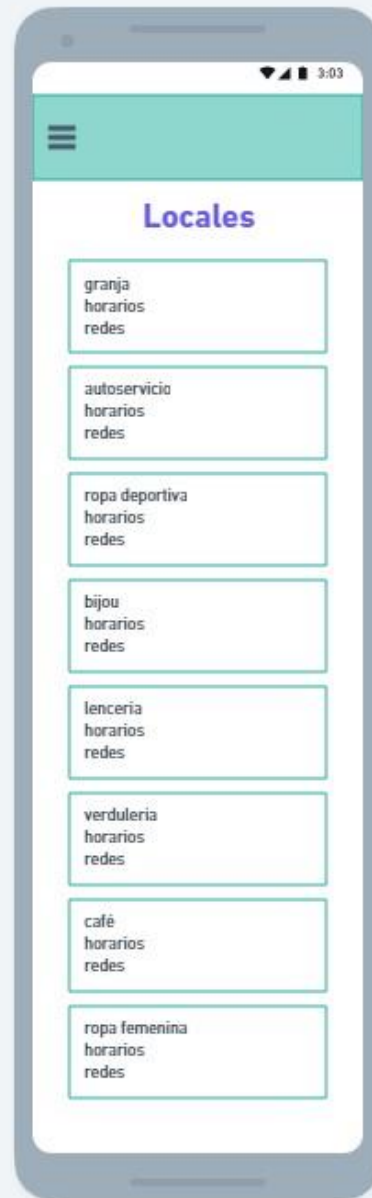 3:03
Locales
granja
horarios
redes
autoservicio
horarios
redes
ropa deportiva
horarios
redes
bijou
horarios
redes
lenceria
horarios
redes
verduleria
horarios
redes
café
horarios
redes
ropa femenina
horarios
redes